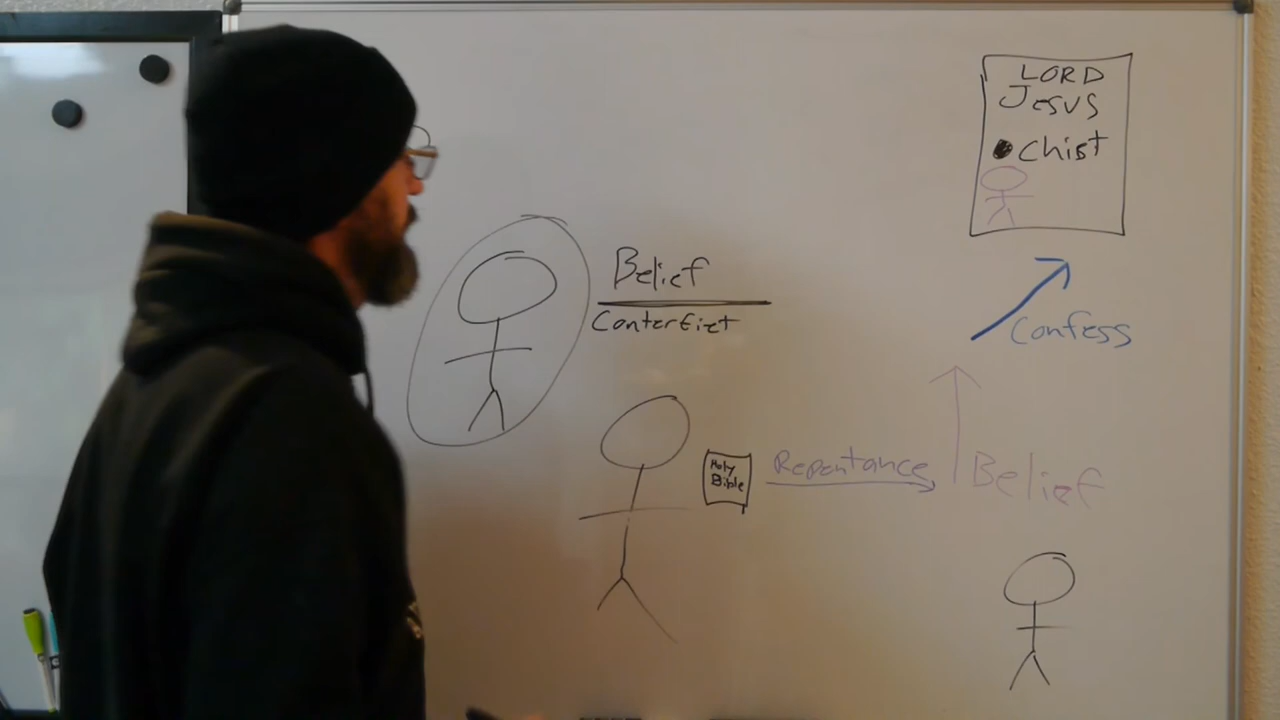 LORD
JESUS
Chist
Belief
Conterfiet
Confess
Holy
Bible
Repentance
Belief